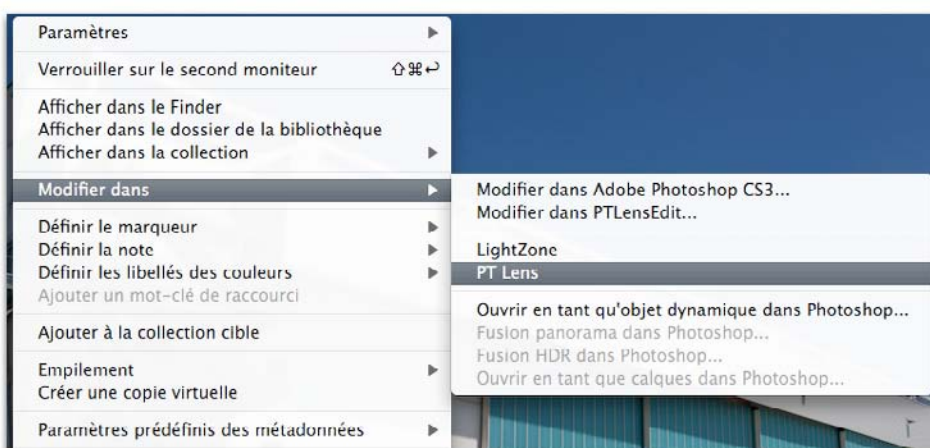 Paramètres
Verrouiller sur le second moniteur ⇧⌘↩
Afficher dans le Finder
Afficher dans le dossier de la bibliothèque
Afficher dans la collection
Modifier dans
Définir le marqueur
Définir la note
Définir les libellés des couleurs
Ajouter un mot-clé de raccourci
Ajouter à la collection cible
Empilement
Créer une copie virtuelle
Paramètres prédéfinis des métadonnées
Modifier dans Adobe Photoshop CS3...
Modifier dans PTLensEdit...
LightZone
PT Lens
Ouvrir en tant qu'objet dynamique dans Photoshop...
Fusion panorama dans Photoshop...
Fusion HDR dans Photoshop...
Ouvrir en tant que calques dans Photoshop...